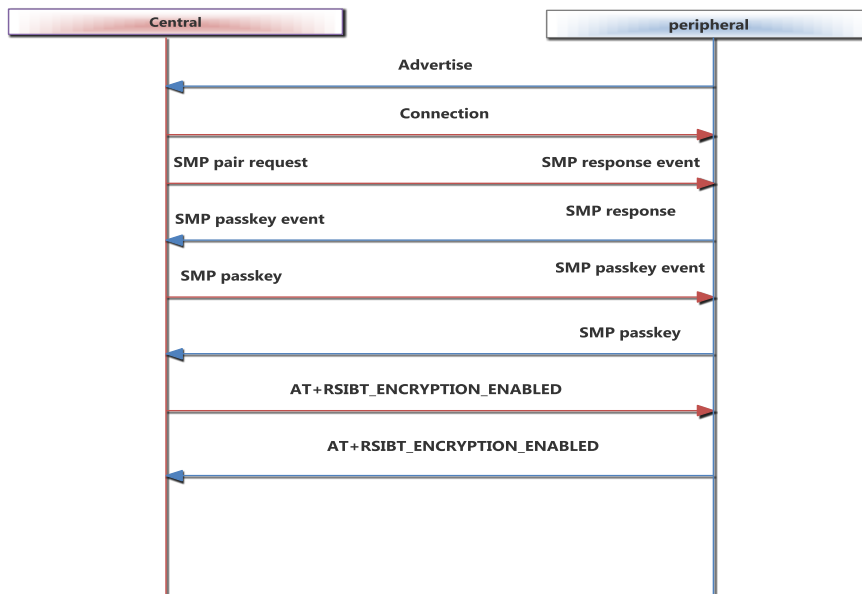 Central
peripheral
Advertise
Connection
SMP pair request
SMP response event
SMP response
SMP passkey event
SMP passkey event
SMP passkey
SMP passkey
AT+RSIBT_ENCRYPTION_ENABLED
AT+RSIBT_ENCRYPTION_ENABLED